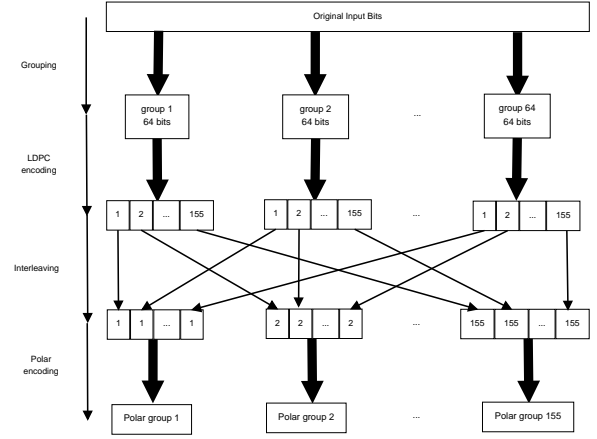 Original Input Bits
Grouping
group 1
64 bits
group 2
64 bits
...
group 64
64 bits
LDPC
encoding
1 2 ... 155
1 2 ... 155
...
1 2 ... 155
Interleaving
1 1 ... 1
2 2 ... 2
...
155 155 ... 155
Polar
encoding
Polar group 1
Polar group 2
...
Polar group 155